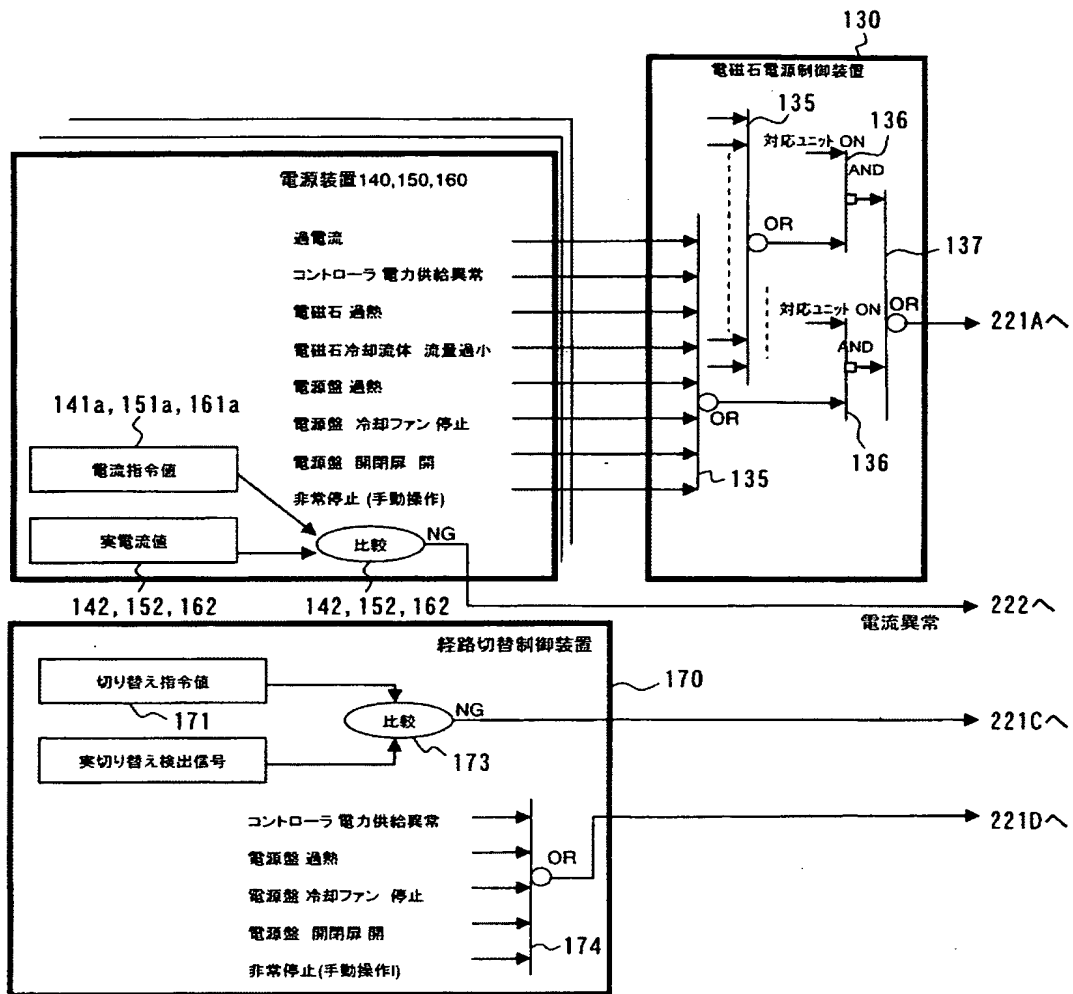 130
電磁石電源制御装置
135
対応ユニット ON
136
AND
OR
137
対応ユニット ON
OR
221Aへ
AND
136
OR
135
電源装置140,150,160
過電流
コントローラ 電力供給異常
電磁石 過熱
電磁石冷却流体 流量過小
電源盤 過熱
電源盤 冷却ファン 停止
電源盤 開閉扉 開
非常停止 (手動操作)
141a, 151a, 161a
電流指令値
実電流値
比較
NG
142, 152, 162
142, 152, 162
222へ
電流異常
経路切替制御装置
170
切り替え指令値
171
実切り替え検出信号
比較
NG
173
221Cへ
コントローラ 電力供給異常
電源盤 過熱
電源盤 冷却ファン 停止
電源盤 開閉扉 開
非常停止(手動操作I)
OR
174
221Dへ